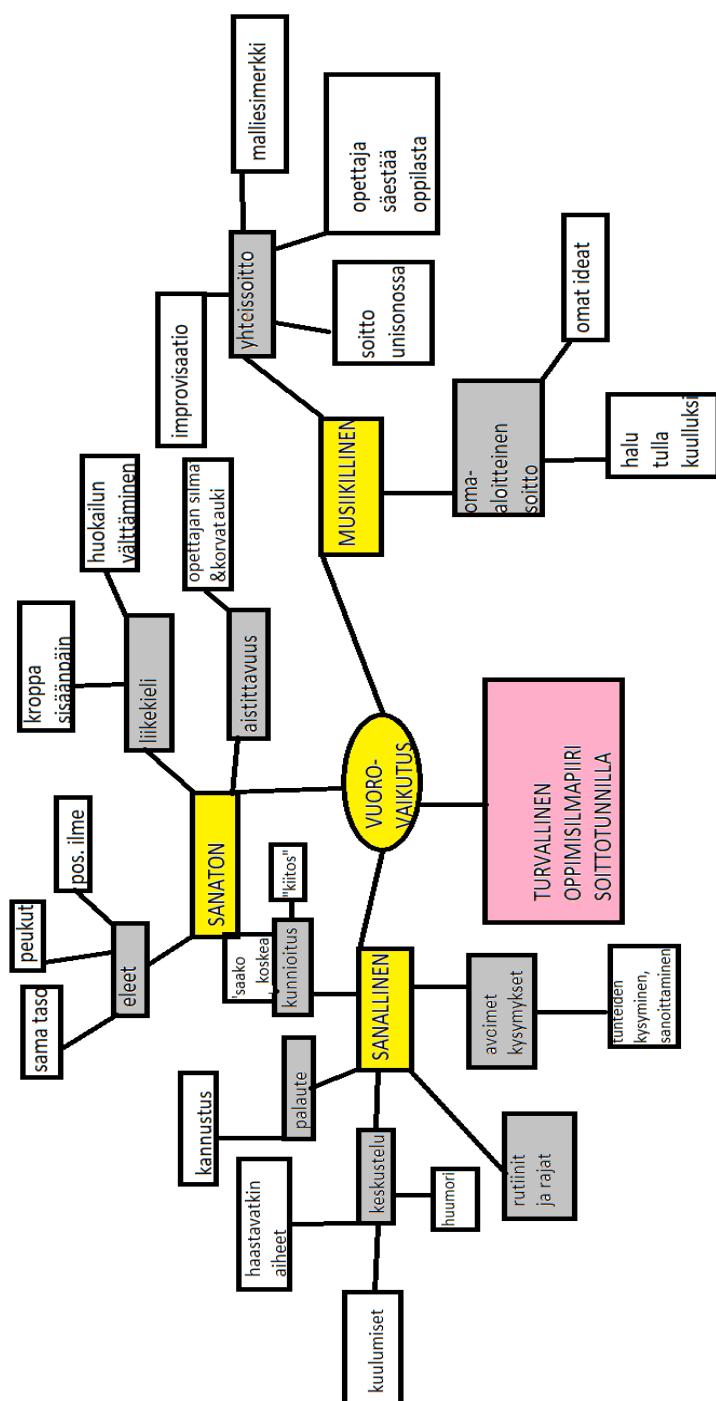 sama taso
peukut
pos. ilme
eleet
kroppa
sisäänpäin
huokailun
välttäminen
liikekieli
opettajan silmä
&korvat auki
aistittavuus
SANATON
improvisaatio
malliesimerkki
yhteissoitto
soitto
unisonossa
opettaja
säestää
oppilasta
MUSIIKILLINEN
oma-
aloitteinen
soitto
omat ideat
halu
tulla
kuulluksi
kannustus
palaute
'saako
koskea
"kiitos"
kunnioitus
haastavatkin
aiheet
kuulumiset
keskustelu
huumori
SANALLINEN
rutiinit
ja rajat
avoimet
kysymykset
tunteiden
kysyminen,
sanoittaminen
VUORO-
VAIKUTUS
TURVALLINEN
OPPIMISILMAPIIRI
SOITTOTUNNILLA